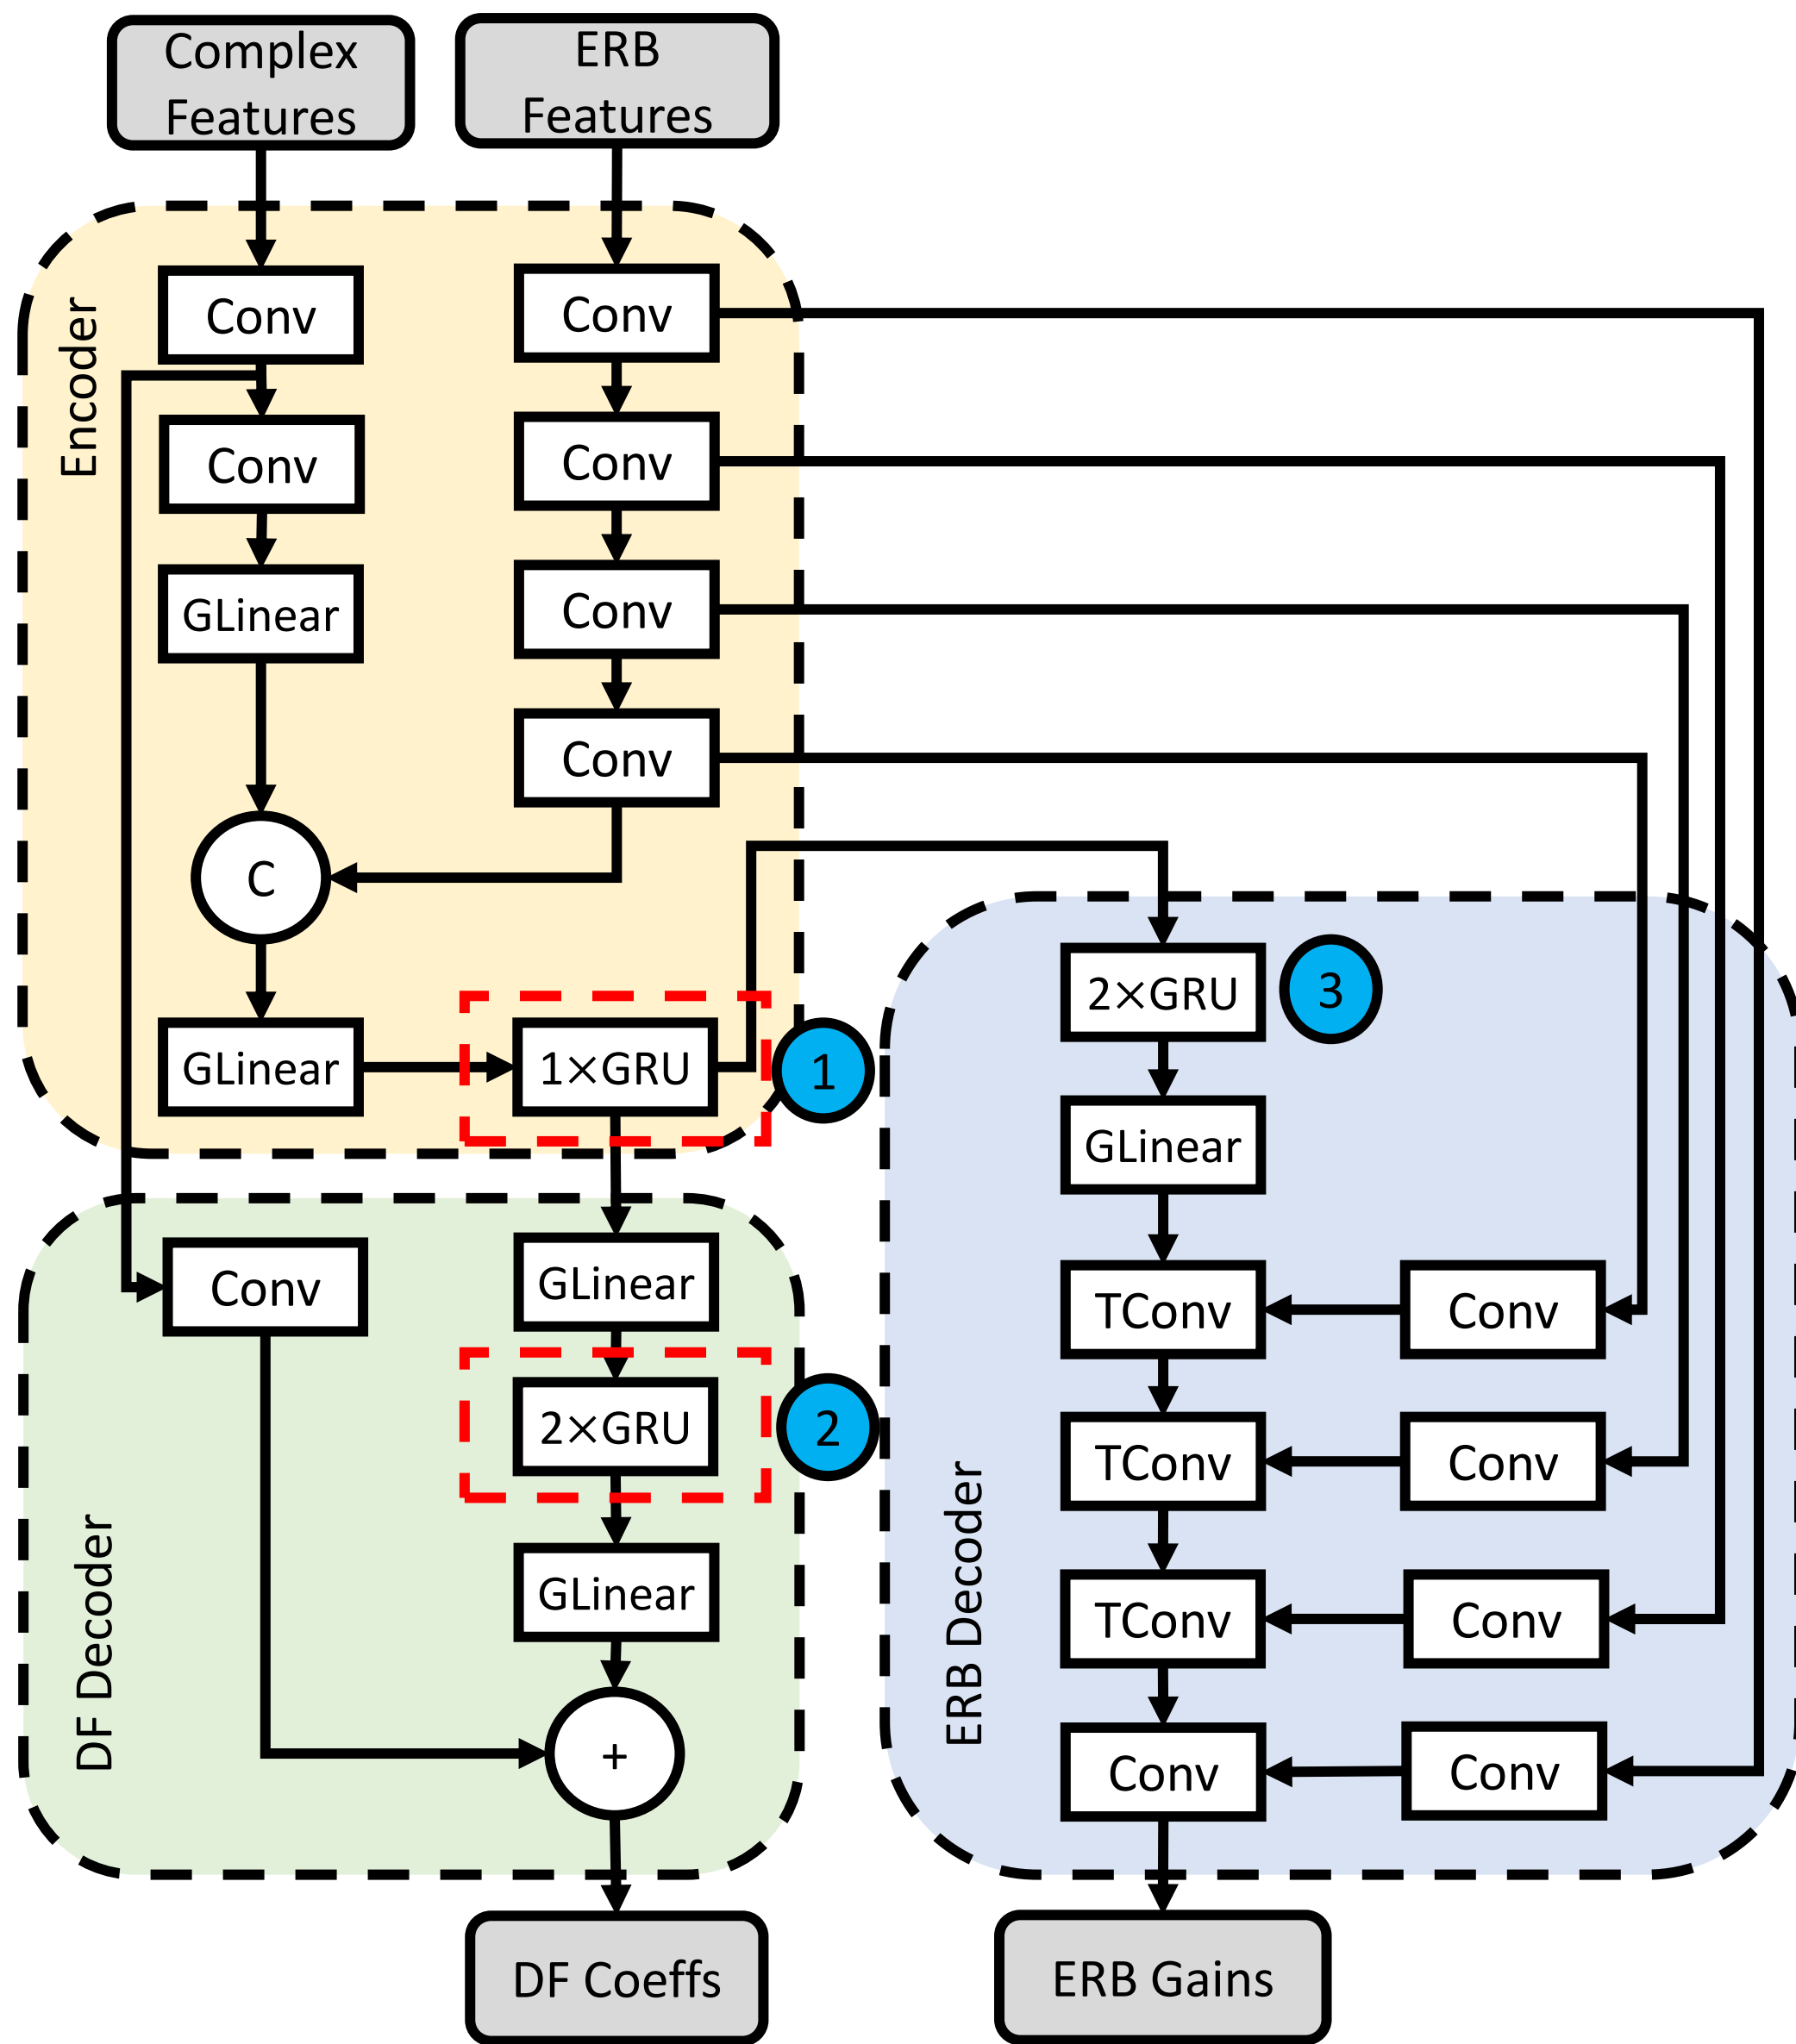 Complex
Features
ERB
Features
Encoder
Conv
Conv
GLinear
C
GLinear
Conv
Conv
Conv
Conv
1×GRU
1
DF Decoder
Conv
GLinear
2×GRU
2
GLinear
+
DF Coeffs
ERB Decoder
2×GRU
3
GLinear
TConv
Conv
TConv
Conv
TConv
Conv
Conv
Conv
ERB Gains